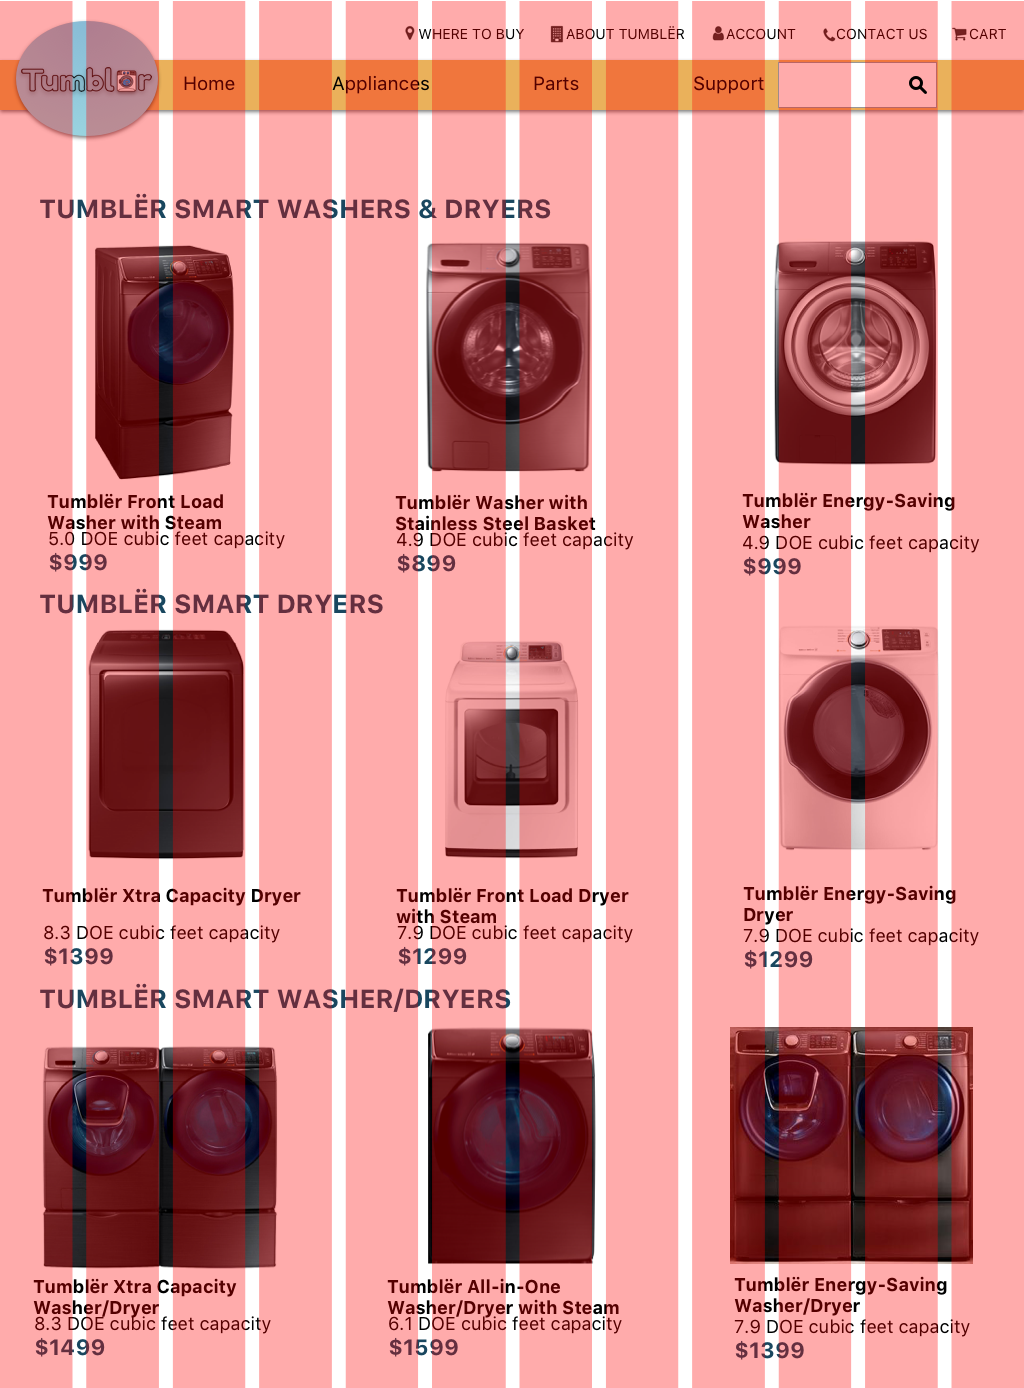 WHERE TO BUY ABOUT TUMBLËR ACCOUNT CONTACT US CART
Tumblër Home Appliances Parts Support
TUMBLËR SMART WASHERS & DRYERS
Tumblër Front Load
Washer with Steam
5.0 DOE cubic feet capacity
$999
Tumblër Washer with
Stainless Steel Basket
4.9 DOE cubic feet capacity
$899
Tumblër Energy-Saving
Washer
4.9 DOE cubic feet capacity
$999
TUMBLËR SMART DRYERS
Tumblër Xtra Capacity Dryer
8.3 DOE cubic feet capacity
$1399
Tumblër Front Load Dryer
with Steam
7.9 DOE cubic feet capacity
$1299
Tumblër Energy-Saving
Dryer
7.9 DOE cubic feet capacity
$1299
TUMBLËR SMART WASHER/DRYERS
Tumblër Xtra Capacity
Washer/Dryer
8.3 DOE cubic feet capacity
$1499
Tumblër All-in-One
Washer/Dryer with Steam
6.1 DOE cubic feet capacity
$1599
Tumblër Energy-Saving
Washer/Dryer
7.9 DOE cubic feet capacity
$1399